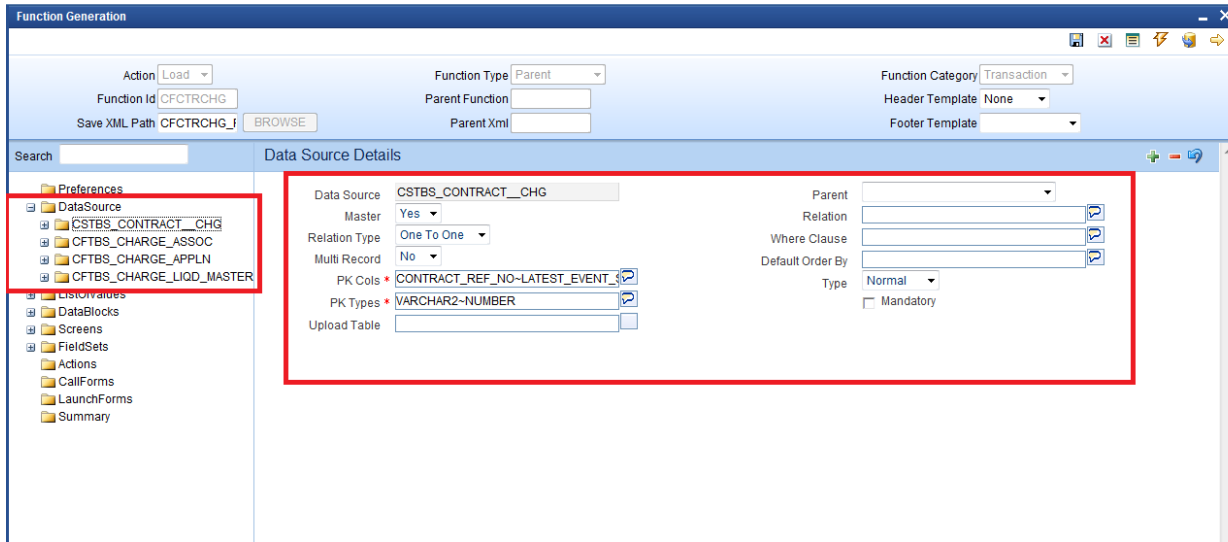 Function Generation
Action Load
Function Type Parent
Function Category Transaction
Function Id CFCTRCHG
Parent Function
Header Template None
Save XML Path CFCTRCHG_F BROWSE
Parent Xml
Footer Template
Search
Data Source Details
Preferences
DataSource
CSTBS_CONTRACT__CHG
CFTBS_CHARGE_ASSOC
CFTBS_CHARGE_APPLN
CFTBS_CHARGE_LIQD_MASTER
ListOfValues
DataBlocks
Screens
FieldSets
Actions
CallForms
LaunchForms
Summary
Data Source CSTBS_CONTRACT__CHG
Parent
Master Yes
Relation
Relation Type One To One
Where Clause
Multi Record No
Default Order By
PK Cols * CONTRACT_REF_NO~LATEST_EVENT_S
Type Normal
PK Types * VARCHAR2~NUMBER
Mandatory
Upload Table